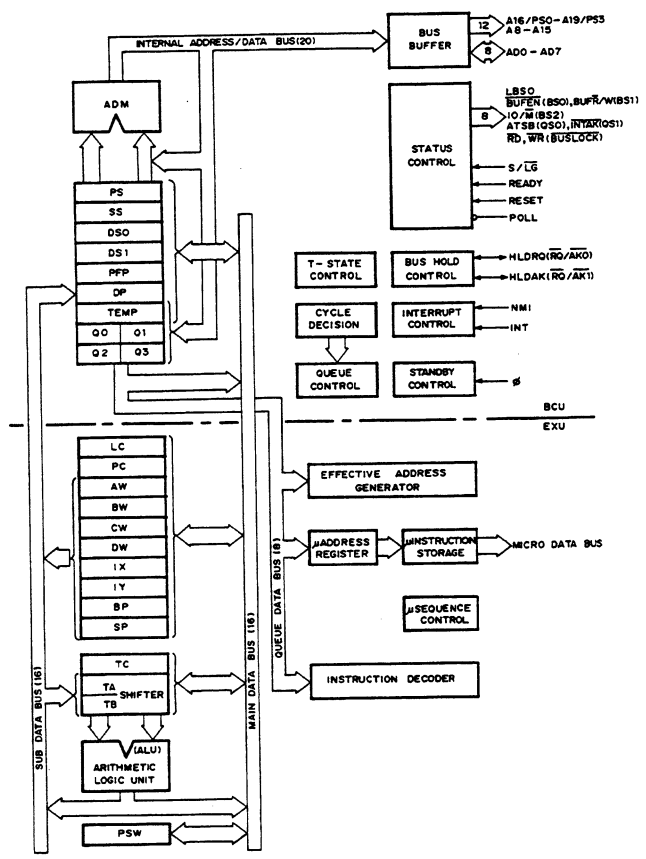 INTERNAL ADDRESS/DATA BUS(20)
BUS
BUFFER
12
A16/PS0-A19/PS3
A8-A15
8
AD0-AD7
ADM
STATUS
CONTROL
8
LBSO
BUFEN(BSO),BUFR/W(BS1)
IO/M(BS2)
ATSB(QSO),INTAK(QS1)
RD,WR(BUSLOCK)
S/LG
READY
RESET
POLL
PS
SS
DSO
DS1
PFP
DP
TEMP
Q0 Q1
Q2 Q3
T-STATE
CONTROL
BUS HOLD
CONTROL
HLDRQ(RQ/AKO)
HLDAK(RQ/AK1)
CYCLE
DECISION
INTERRUPT
CONTROL
NMI
INT
QUEUE
CONTROL
STANDBY
CONTROL
ø
BCU
EXU
LC
PC
AW
BW
CW
DW
IX
IY
BP
SP
EFFECTIVE ADDRESS
GENERATOR
µADDRESS
REGISTER
µINSTRUCTION
STORAGE
MICRO DATA BUS
µSEQUENCE
CONTROL
INSTRUCTION DECODER
QUEUE DATA BUS(8)
MAIN DATA BUS(16)
SUB DATA BUS(16)
TC
TA
TB
SHIFTER
(ALU)
ARITHMETIC
LOGIC UNIT
PSW